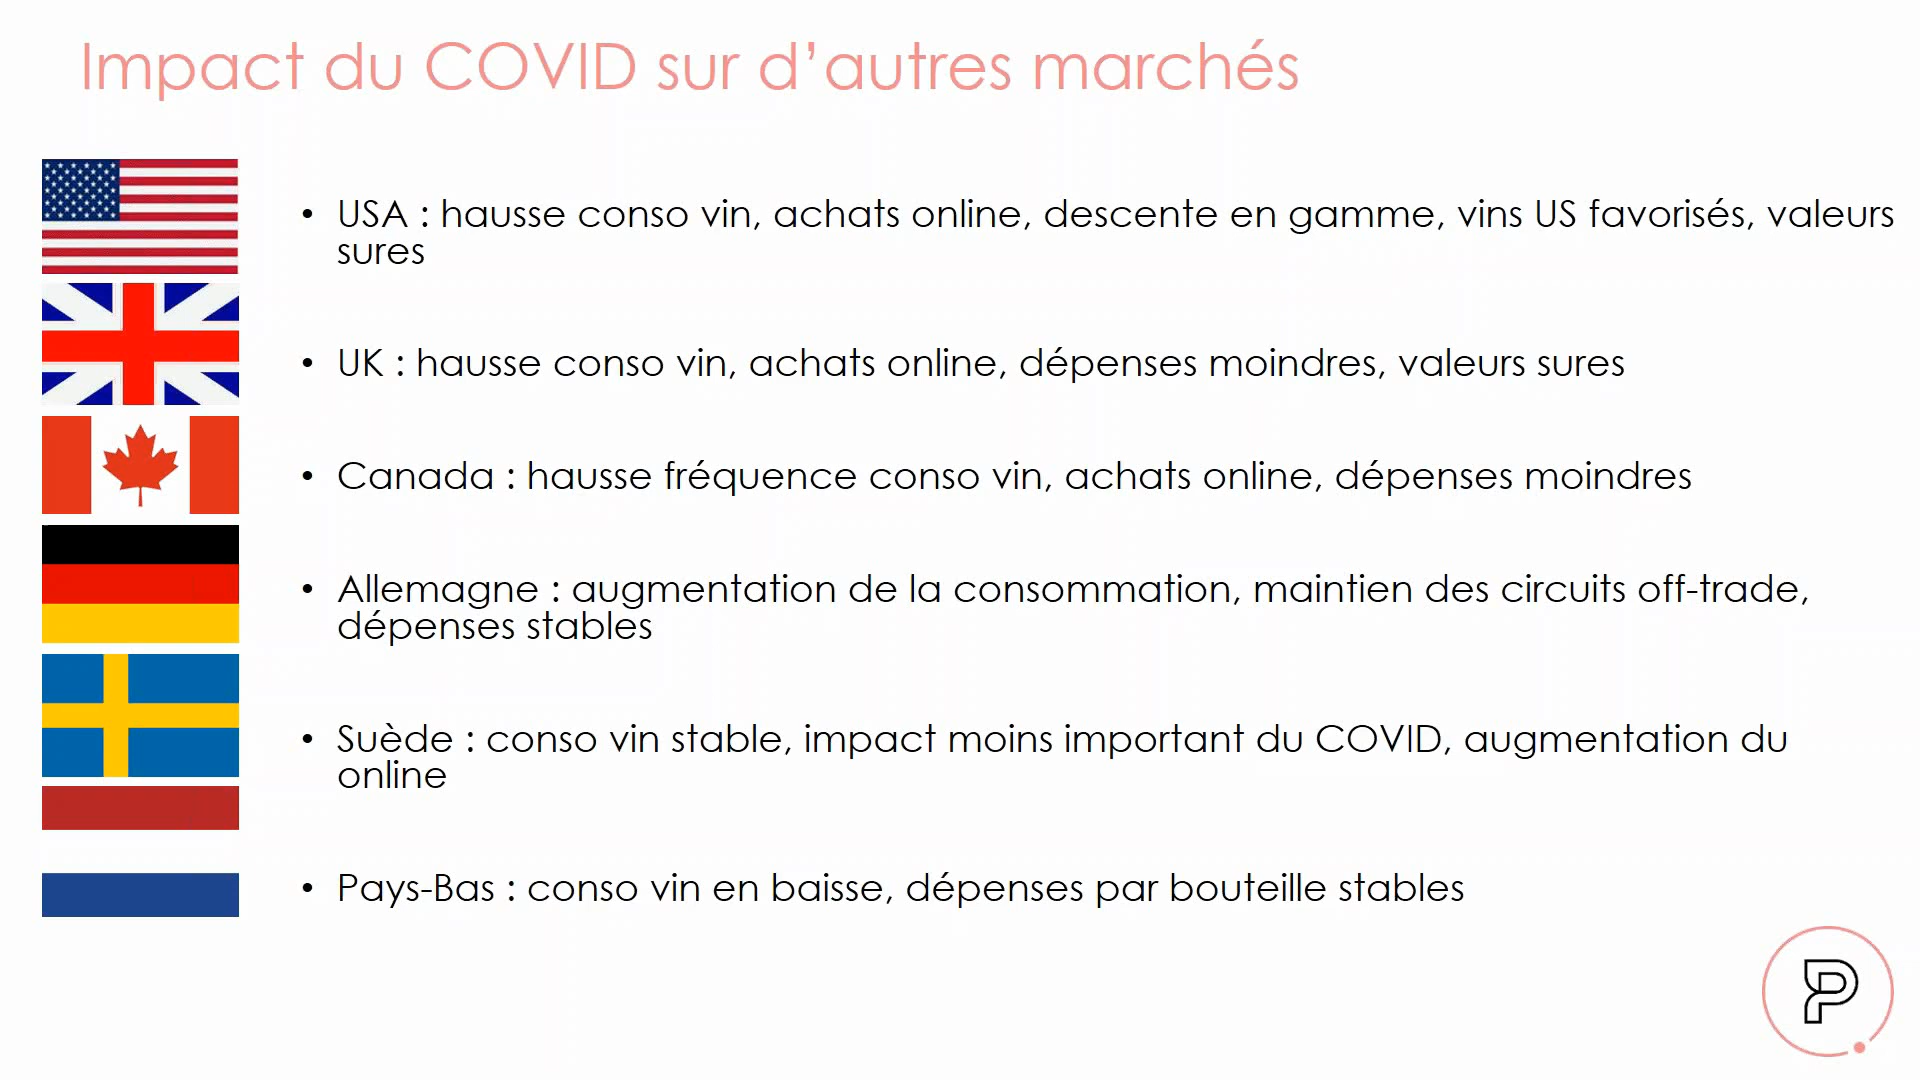 Impact du COVID sur d’autres marchés
• USA : hausse conso vin, achats online, descente en gamme, vins US favorisés, valeurs
sures
• UK : hausse conso vin, achats online, dépenses moindres, valeurs sures
• Canada : hausse fréquence conso vin, achats online, dépenses moindres
• Allemagne : augmentation de la consommation, maintien des circuits off-trade,
dépenses stables
• Suède : conso vin stable, impact moins important du COVID, augmentation du
online
• Pays-Bas : conso vin en baisse, dépenses par bouteille stables
P